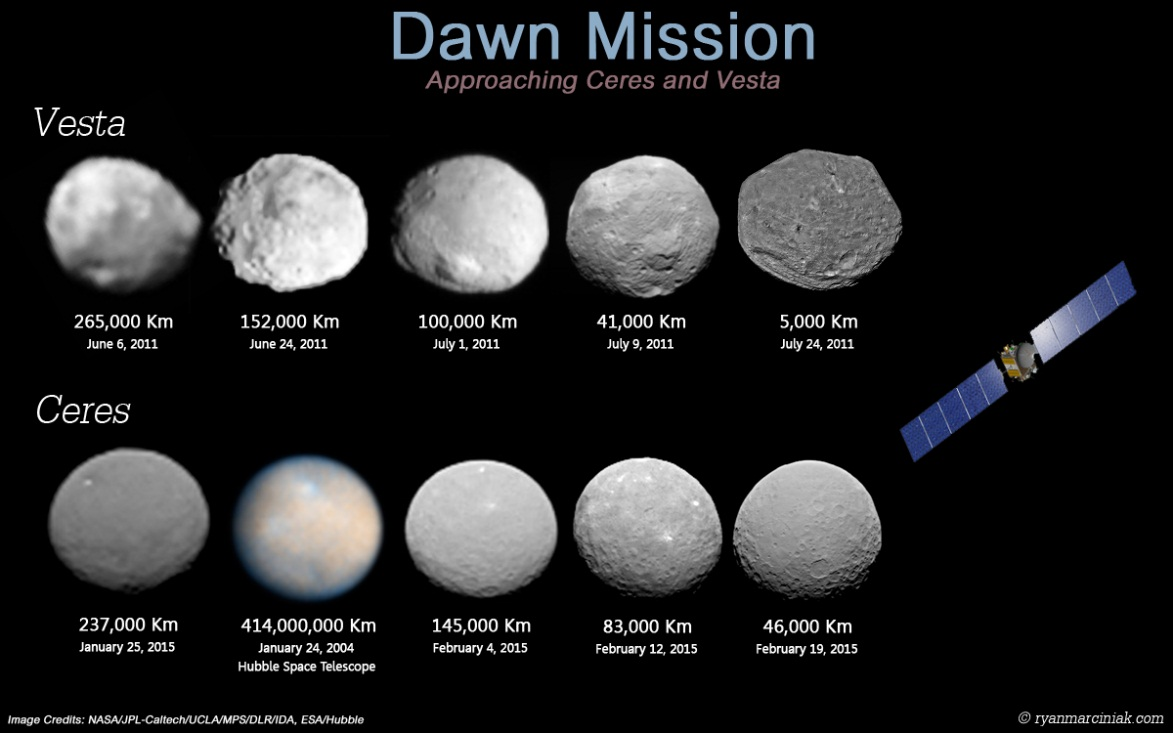 Dawn Mission
Approaching Ceres and Vesta
Vesta
265,000 Km
June 6, 2011
152,000 Km
June 24, 2011
100,000 Km
July 1, 2011
41,000 Km
July 9, 2011
5,000 Km
July 24, 2011
Ceres
237,000 Km
January 25, 2015
414,000,000 Km
January 24, 2004
Hubble Space Telescope
145,000 Km
February 4, 2015
83,000 Km
February 12, 2015
46,000 Km
February 19, 2015
Image Credits: NASA/JPL-Caltech/UCLA/MPS/DLR/IDA, ESA/Hubble
© ryanmarciniak.com